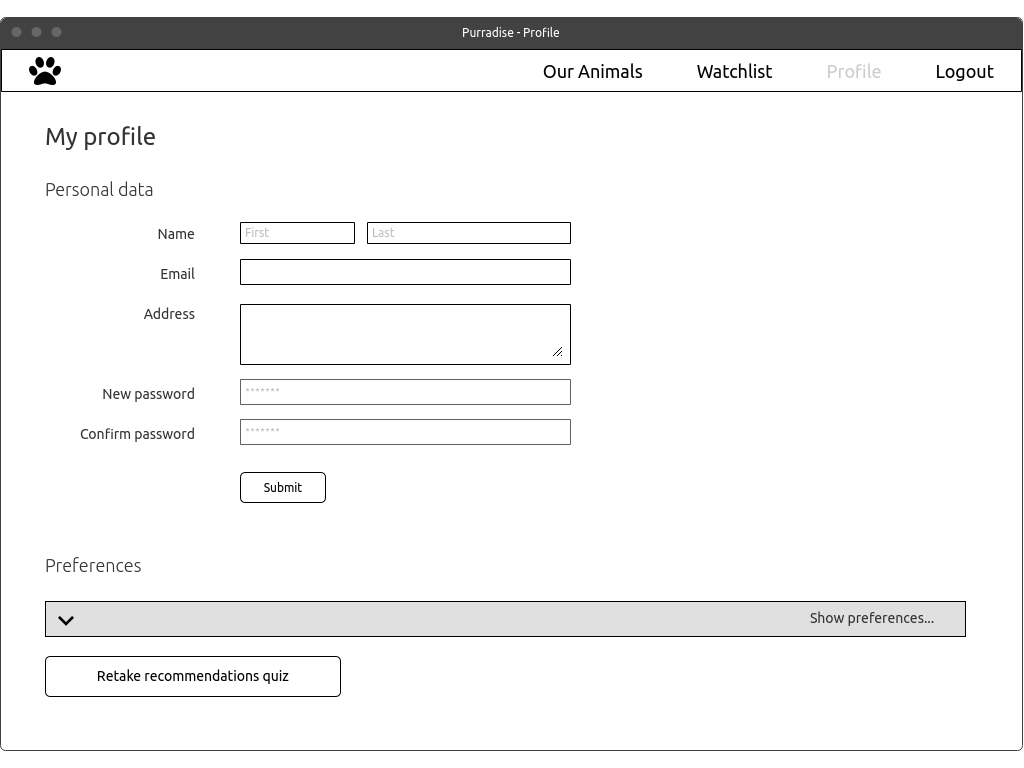 Purradise - Profile
Our Animals Watchlist Profile Logout
My profile
Personal data
Name First Last
Email
Address
New password *******
Confirm password *******
Submit
Preferences
Show preferences...
Retake recommendations quiz